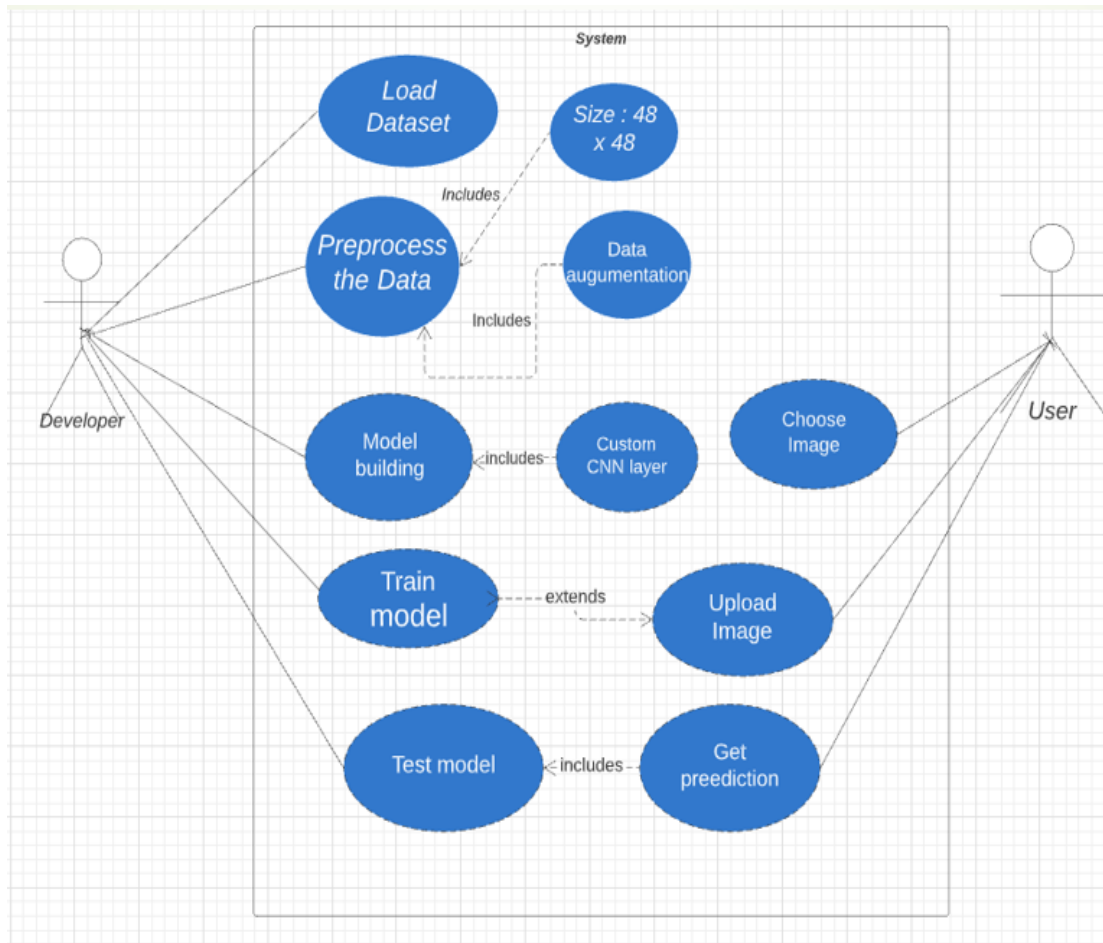 System
Load
Dataset
Size : 48
x 48
Includes
Preprocess
the Data
Data
augumentation
Includes
Developer
User
Choose
Image
Model
building
includes
Custom
CNN layer
Train
model
extends
Upload
Image
Test model
includes
Get
preediction